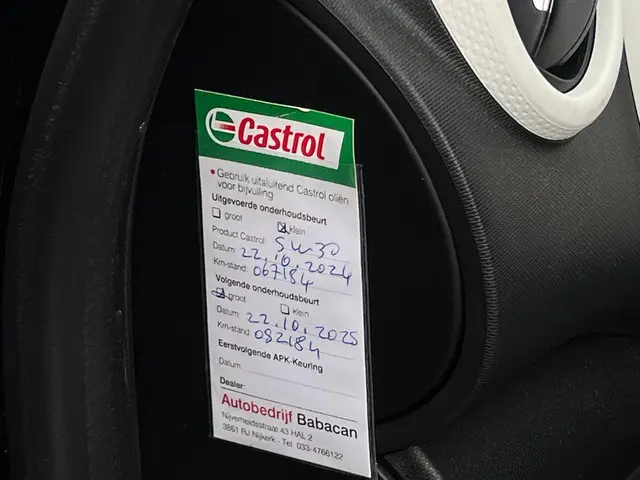 Castrol
• Gebruik uitsluitend Castrol oliën
voor bijvulling
Uitgevoerde onderhoudsbeurt
☐ groot ☒ klein
Product Castrol: 5W30
Datum: 22.10.2024
Km-stand: 067184
Volgende onderhoudsbeurt
☒ groot ☐ klein
Datum: 22.10.2025
Km-stand: 082184
Eerstvolgende APK-Keuring
Datum:
Dealer:
Autobedrijf Babacan
Nijverheidsstraat 43 HAL 2
3861 RJ Nijkerk - Tel. 033-4766122